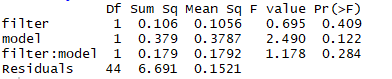 Df Sum Sq Mean Sq F value Pr(>F)
filter 1 0.106 0.1056 0.695 0.409
model 1 0.379 0.3787 2.490 0.122
filter:model 1 0.179 0.1792 1.178 0.284
Residuals 44 6.691 0.1521